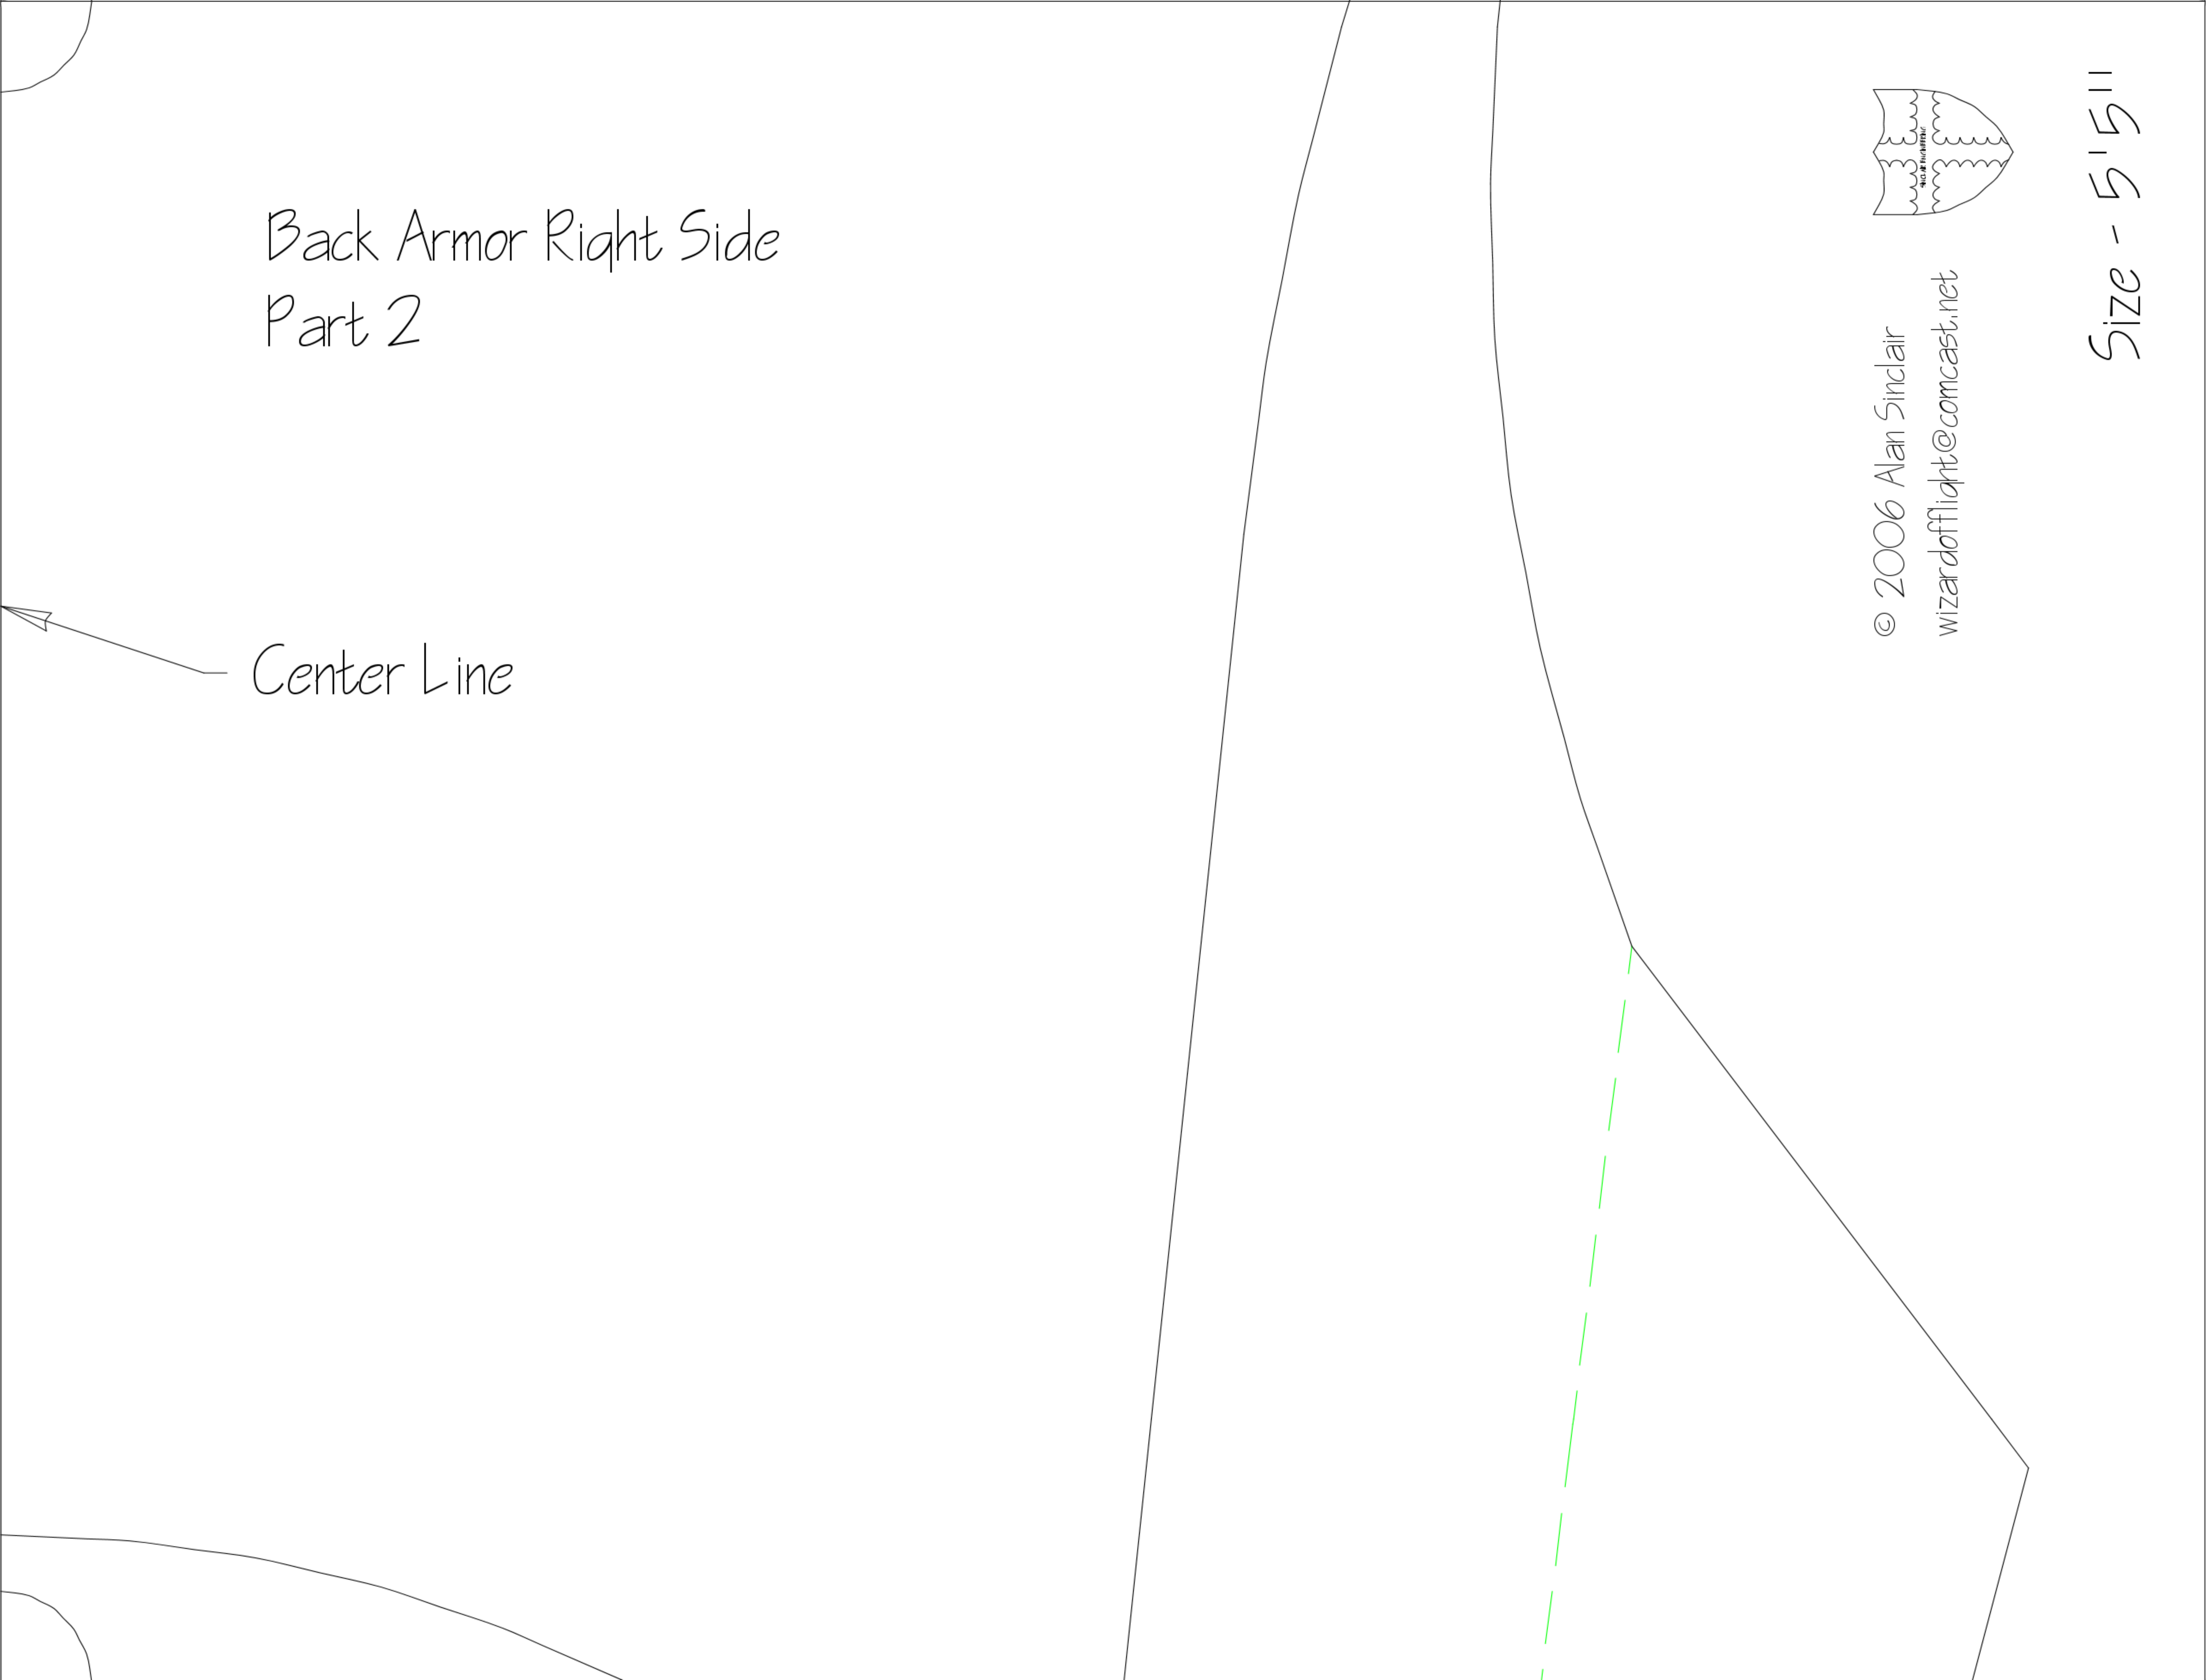 Back Armor Right Side
Part 2
Center Line
© 2006 Alan Sinclair
wizardofflight@comcast.net
Size - 5'5"